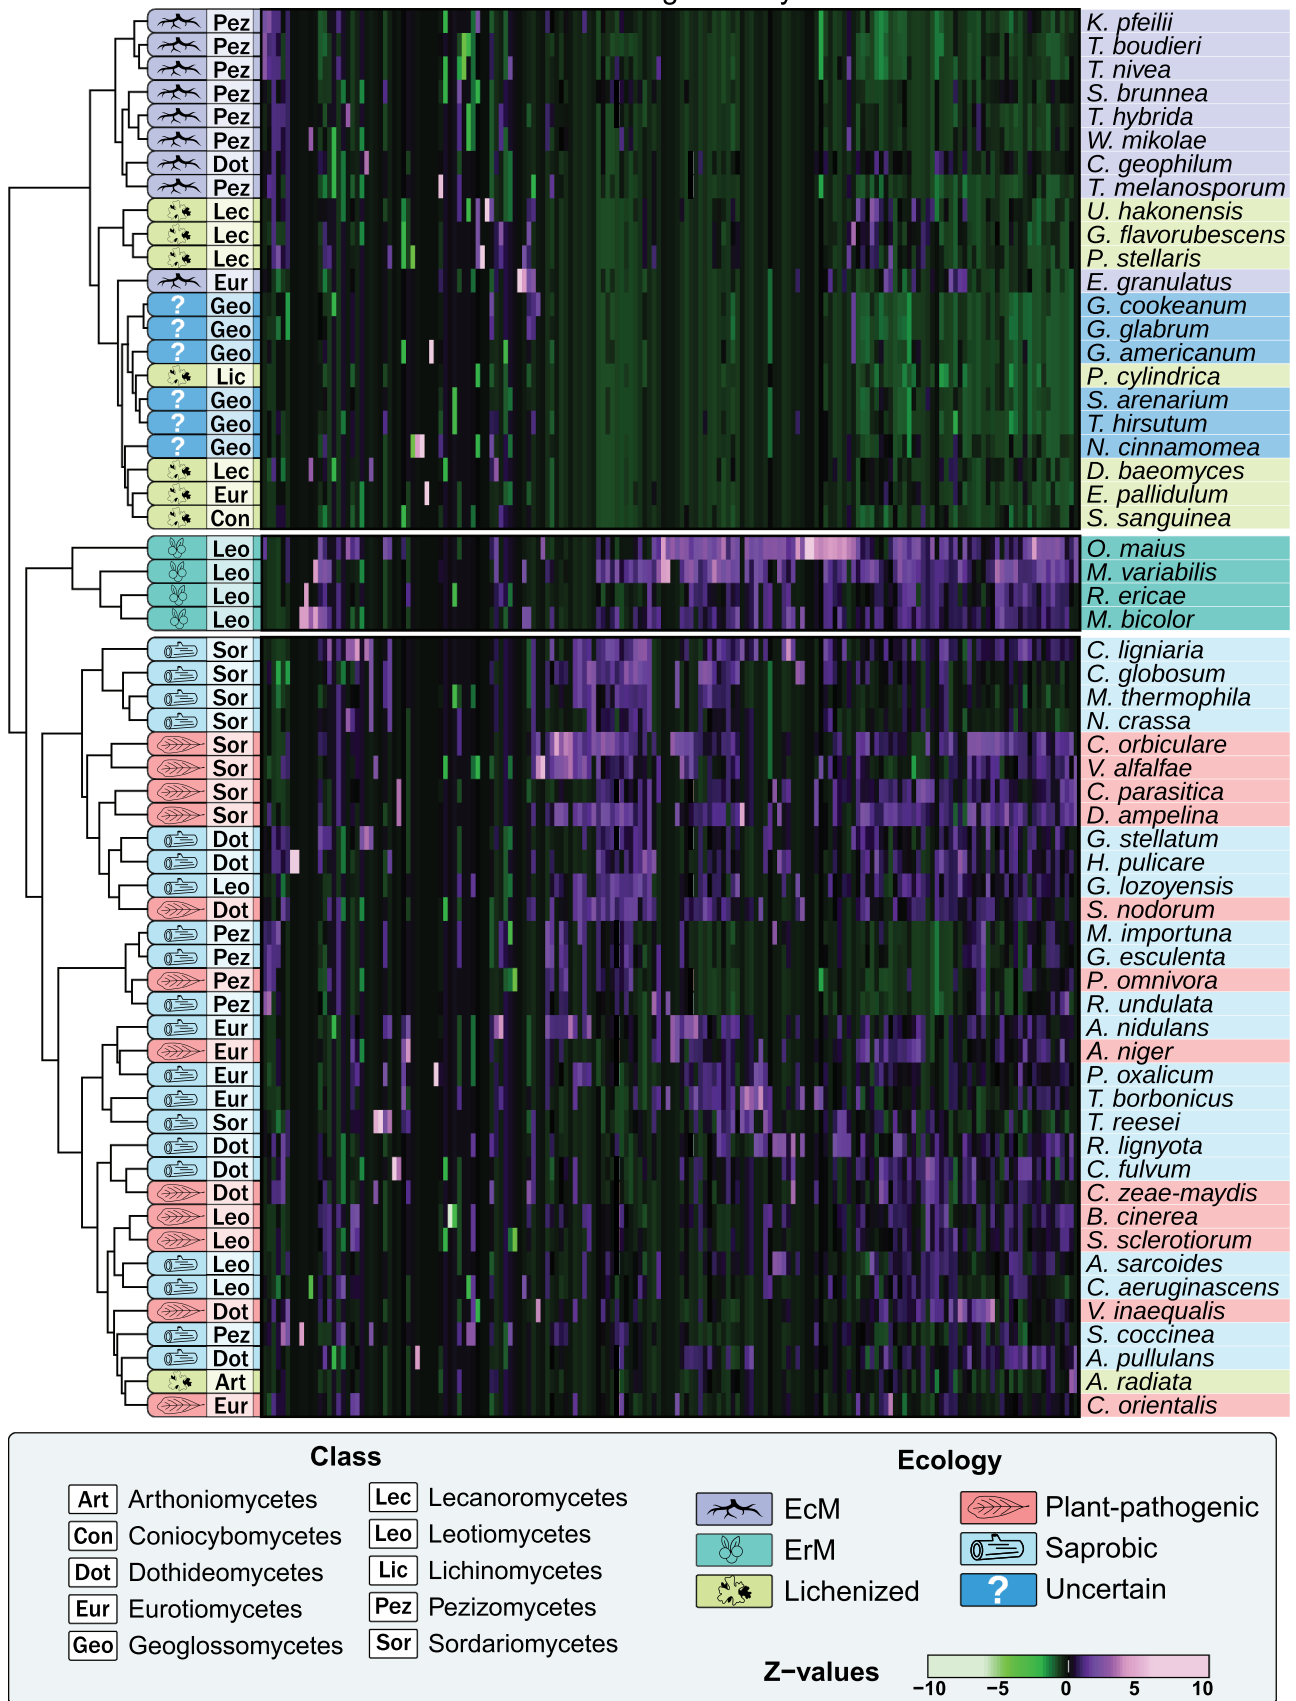 Pez K. pfeilii
Pez T. boudieri
Pez T. nivea
Pez S. brunnea
Pez T. hybrida
Pez W. mikolae
Dot C. geophilum
Pez T. melanosporum
Lec U. hakonensis
Lec G. flavorubescens
Lec P. stellaris
Eur E. granulatus
? Geo G. cookeanum
? Geo G. glabrum
? Geo G. americanum
Lic P. cylindrica
? Geo S. arenarium
? Geo T. hirsutum
? Geo N. cinnamomea
Lec D. baeomyces
Eur E. pallidulum
Con S. sanguinea
Leo O. maius
Leo M. variabilis
Leo R. ericae
Leo M. bicolor
Sor C. ligniaria
Sor C. globosum
Sor M. thermophila
Sor N. crassa
Sor C. orbiculare
Sor V. alfalfae
Sor C. parasitica
Sor D. ampelina
Dot G. stellatum
Dot H. pulicare
Leo G. lozoyensis
Dot S. nodorum
Pez M. importuna
Pez G. esculenta
Pez P. omnivora
Pez R. undulata
Eur A. nidulans
Eur A. niger
Eur P. oxalicum
Eur T. borbonicus
Sor T. reesei
Dot R. lignyota
Dot C. fulvum
Dot C. zeae-maydis
Leo B. cinerea
Leo S. sclerotiorum
Leo A. sarcoides
Leo C. aeruginascens
Dot V. inaequalis
Pez S. coccinea
Dot A. pullulans
Art A. radiata
Eur C. orientalis
Class
Art Arthoniomycetes
Con Coniocybomycetes
Dot Dothideomycetes
Eur Eurotiomycetes
Geo Geoglossomycetes
Lec Lecanoromycetes
Leo Leotiomycetes
Lic Lichinomycetes
Pez Pezizomycetes
Sor Sordariomycetes
Ecology
EcM
ErM
Lichenized
Plant-pathogenic
Saprobic
? Uncertain
Z−values
−10 −5 0 5 10